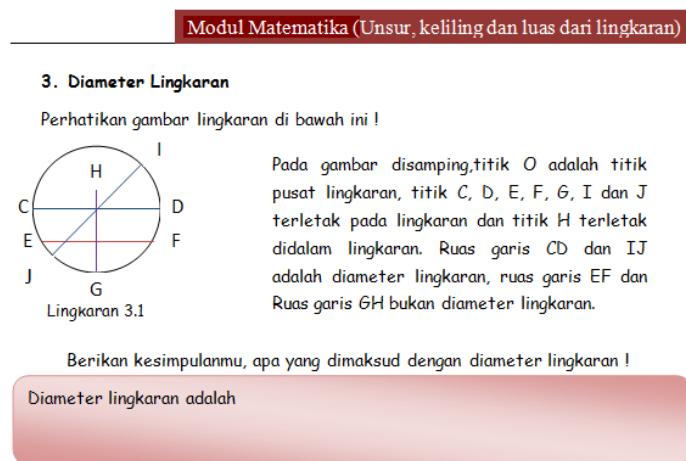 Modul Matematika (Unsur, keliling dan luas dari lingkaran)
3. Diameter Lingkaran
Perhatikan gambar lingkaran di bawah ini !
I
H
C
D
E
F
J
G
Lingkaran 3.1
Pada gambar disamping,titik O adalah titik
pusat lingkaran, titik C, D, E, F, G, I dan J
terletak pada lingkaran dan titik H terletak
didalam lingkaran. Ruas garis CD dan IJ
adalah diameter lingkaran, ruas garis EF dan
Ruas garis GH bukan diameter lingkaran.
Berikan kesimpulanmu, apa yang dimaksud dengan diameter lingkaran !
Diameter lingkaran adalah